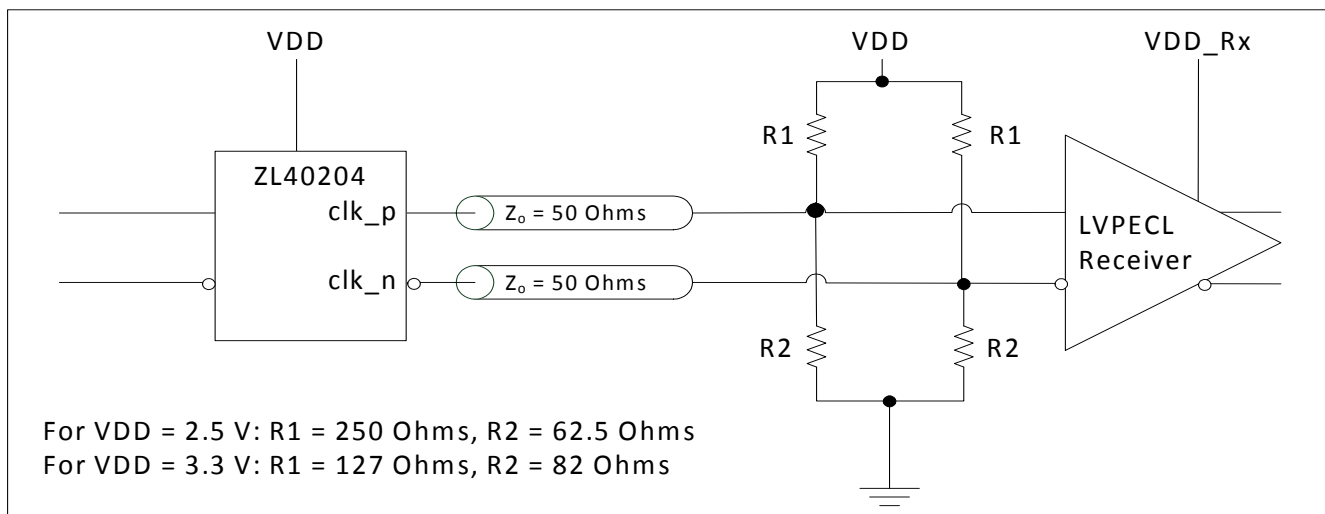 VDD
VDD
VDD_Rx
R1
R1
ZL40204
clk_p
Zo = 50 Ohms
LVPECL
Receiver
clk_n
Zo = 50 Ohms
R2
R2
For VDD = 2.5 V: R1 = 250 Ohms, R2 = 62.5 Ohms
For VDD = 3.3 V: R1 = 127 Ohms, R2 = 82 Ohms